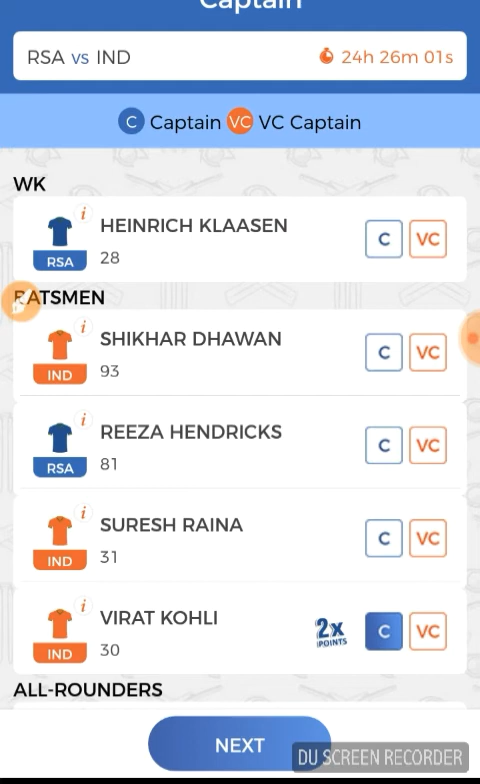 Captain
RSA vs IND 24h 26m 01s
C Captain VC VC Captain
WK
i HEINRICH KLAASEN
RSA 28 C VC
BATSMEN
i SHIKHAR DHAWAN
IND 93 C VC
i REEZA HENDRICKS
RSA 81 C VC
i SURESH RAINA
IND 31 C VC
i VIRAT KOHLI
IND 30 2x POINTS C VC
ALL-ROUNDERS
NEXT
DU SCREEN RECORDER